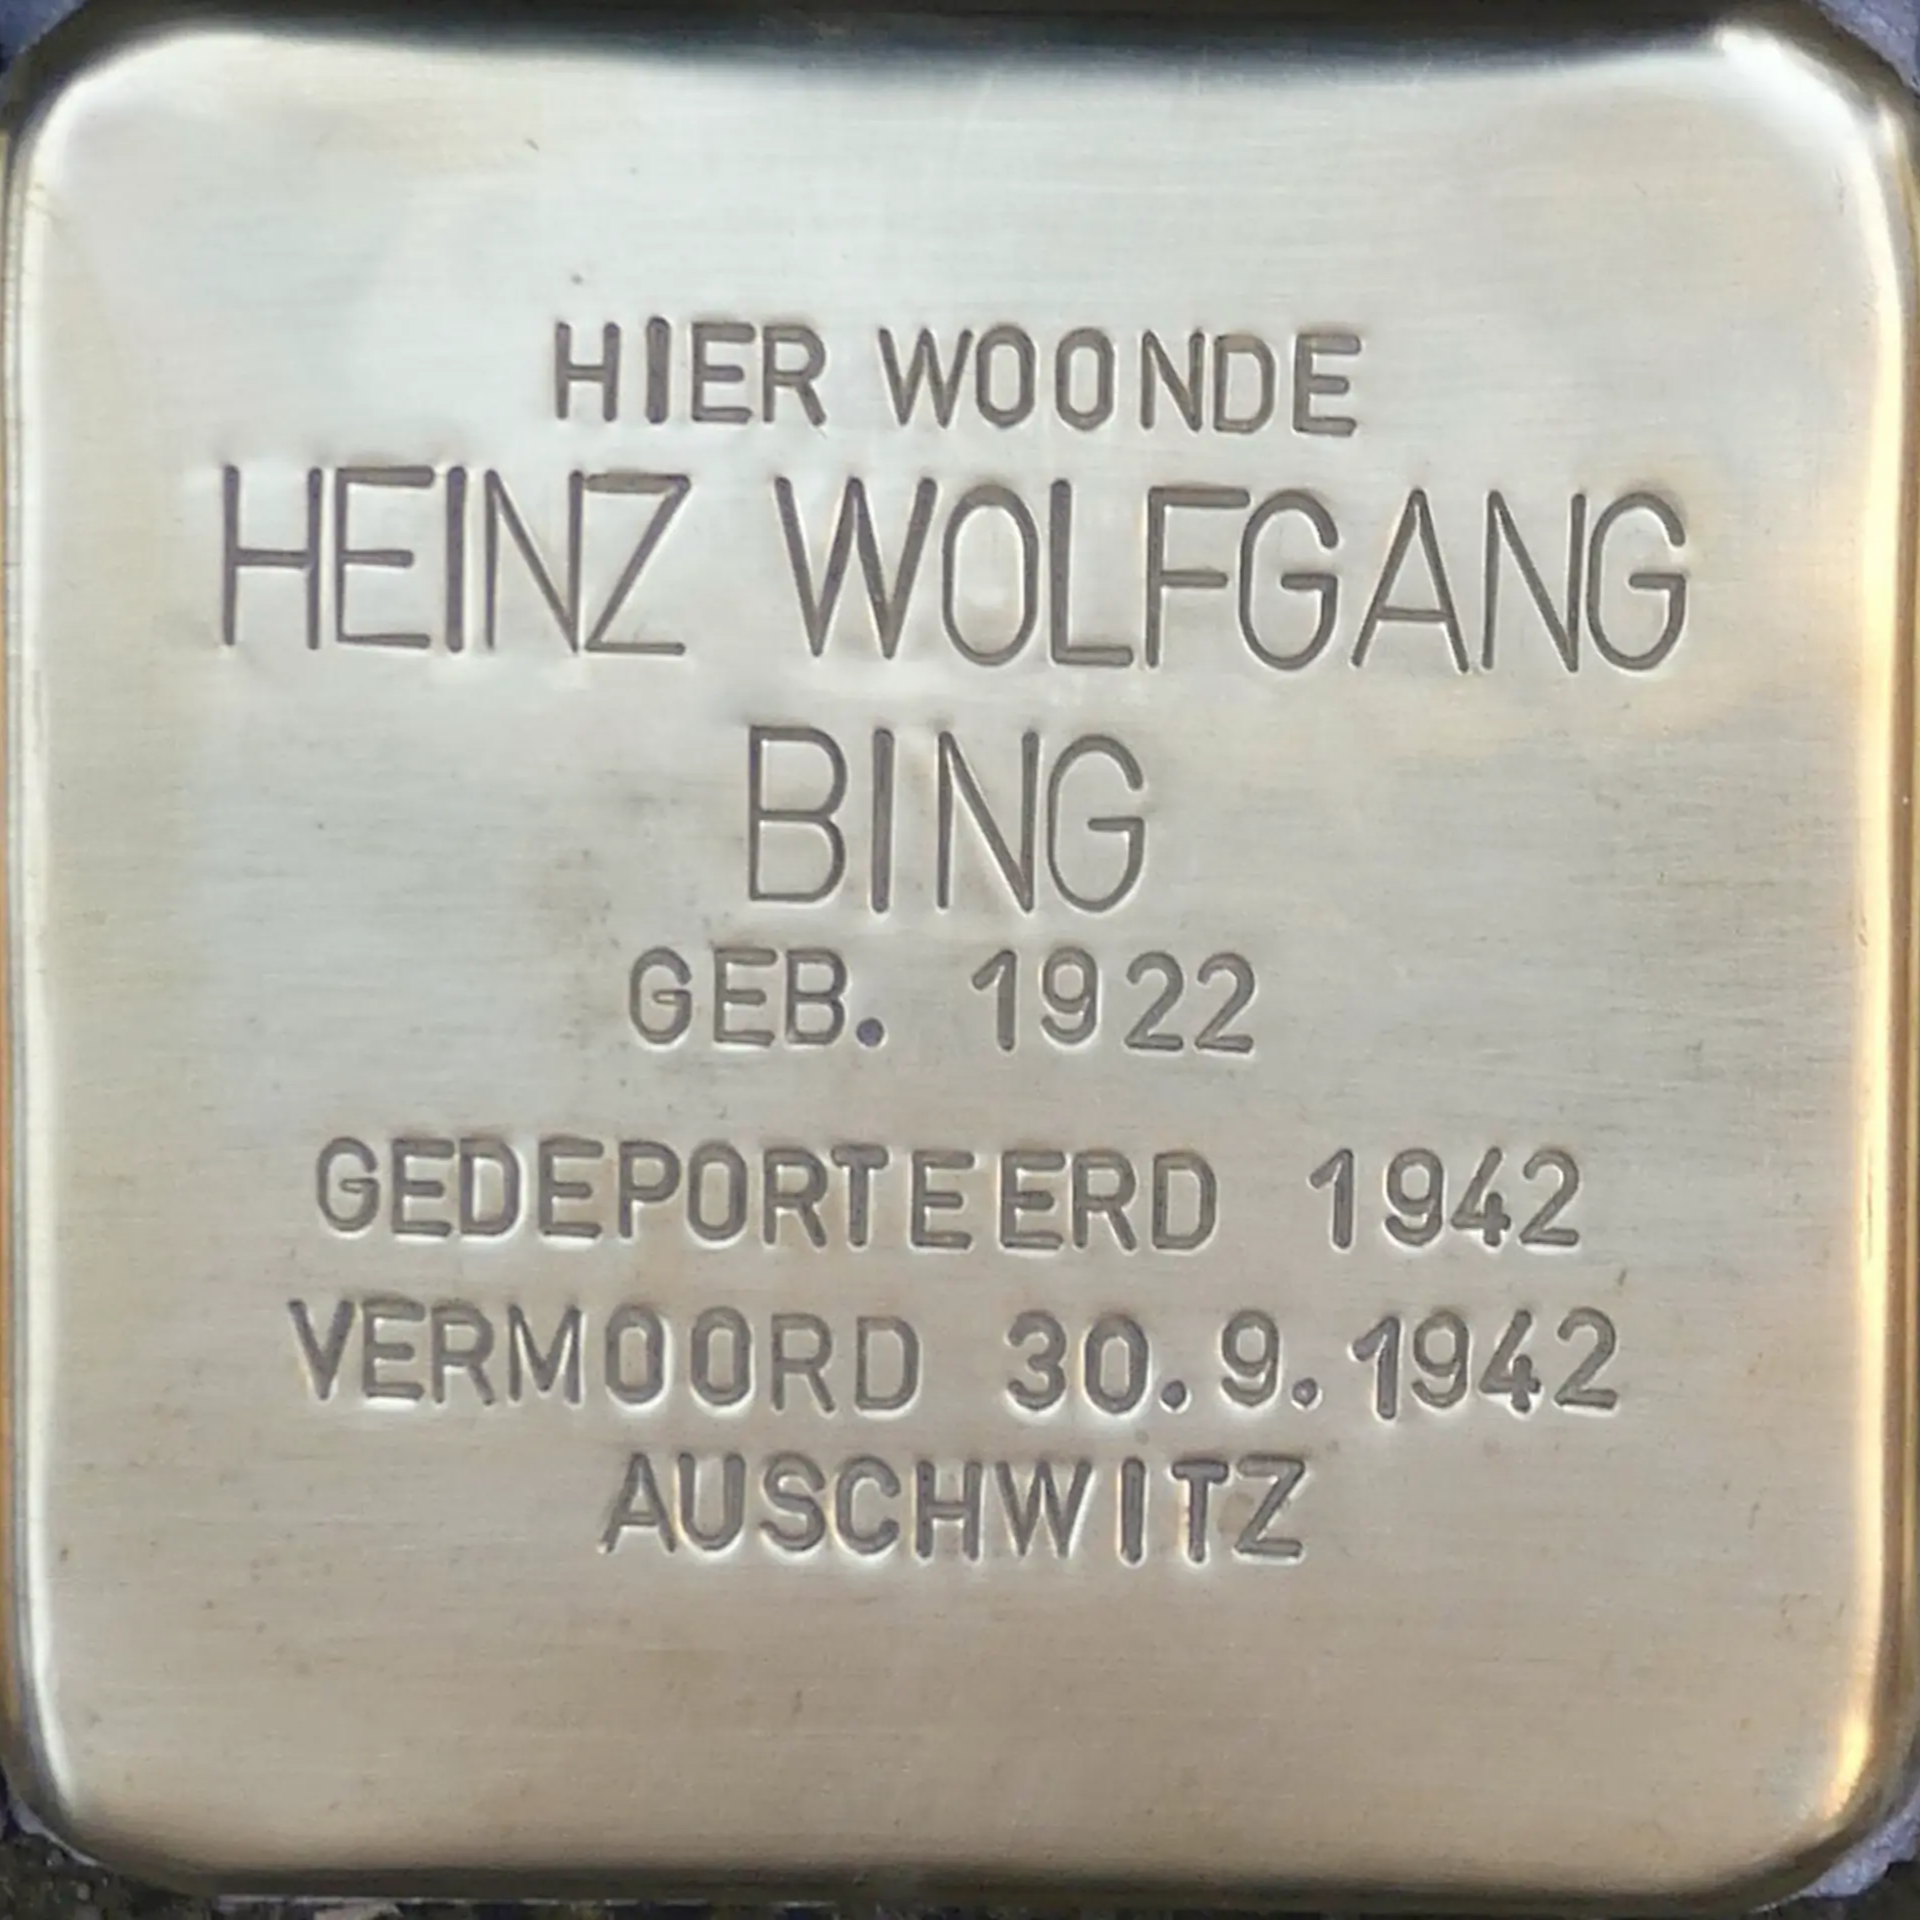 HIER WOONDE
HEINZ WOLFGANG
BING
GEB. 1922
GEDEPORTEERD 1942
VERMOORD 30.9.1942
AUSCHWITZ